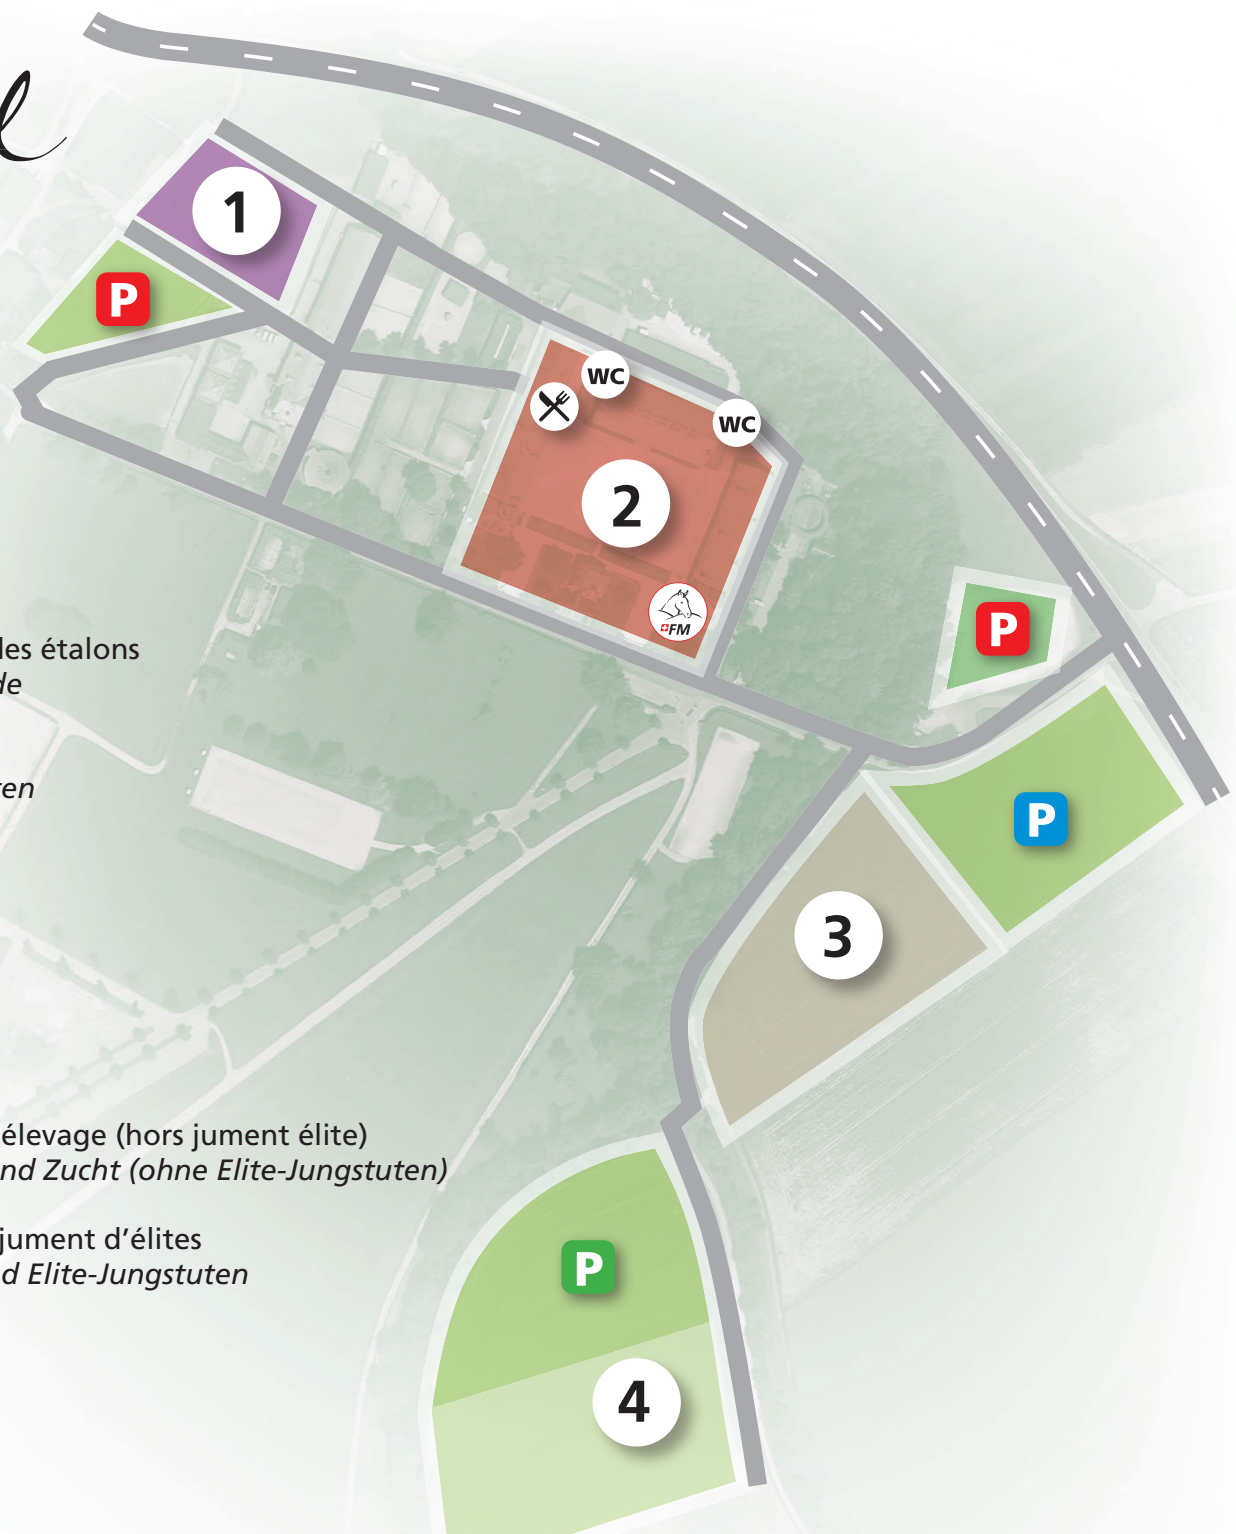 l
1
P
WC
WC
2
FM
P
les étalons
de
ren
P
3
élevage (hors jument élite)
nd Zucht (ohne Elite-Jungstuten)
jument d’élites
d Elite-Jungstuten
P
4